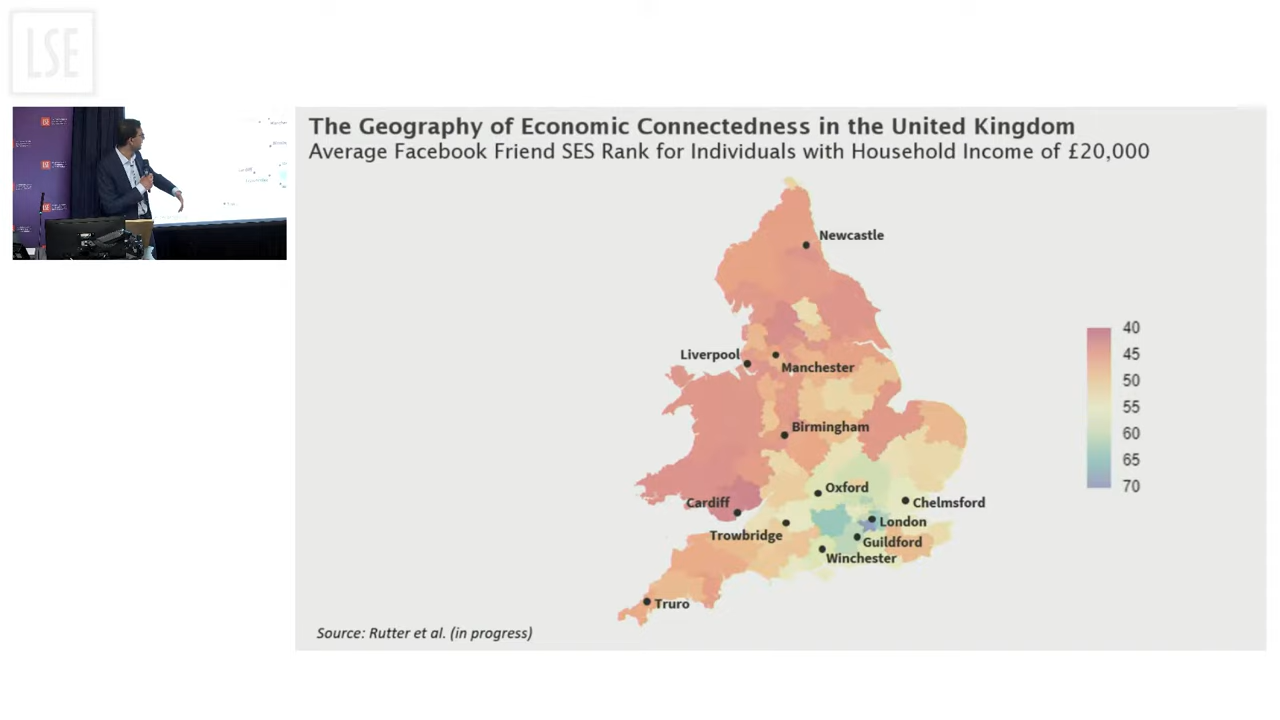 LSE
The Geography of Economic Connectedness in the United Kingdom
Average Facebook Friend SES Rank for Individuals with Household Income of £20,000
Newcastle
Liverpool
Manchester
Birmingham
Oxford
Cardiff
Chelmsford
London
Trowbridge
Guildford
Winchester
Truro
40
45
50
55
60
65
70
Source: Rutter et al. (in progress)